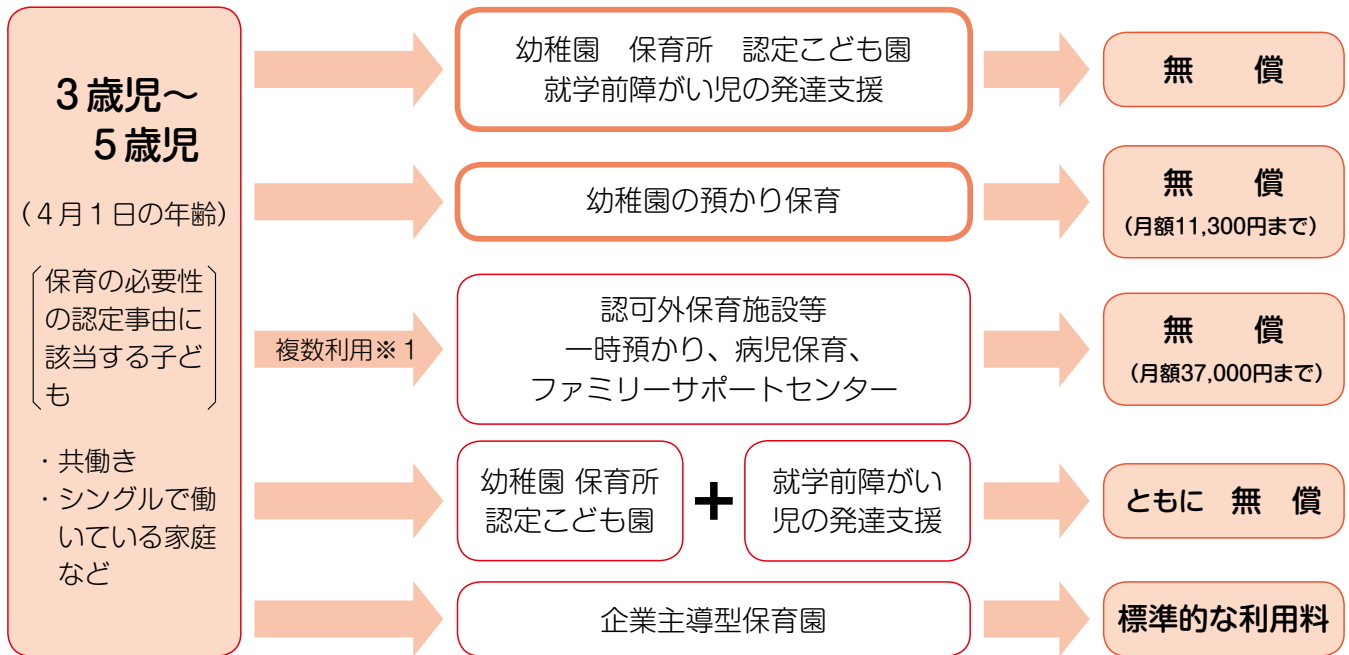 3歳児～
5歳児
（4月1日の年齢）
保育の必要性
の認定事由に
該当する子ど
も
・共働き
・シングルで働
いている家庭
など
幼稚園　保育所　認定こども園
就学前障がい児の発達支援
無　償
幼稚園の預かり保育
無　償
（月額11,300円まで）
複数利用※1
認可外保育施設等
一時預かり、病児保育、
ファミリーサポートセンター
無　償
（月額37,000円まで）
幼稚園 保育所
認定こども園
＋
就学前障がい
児の発達支援
ともに　無　償
企業主導型保育園
標準的な利用料